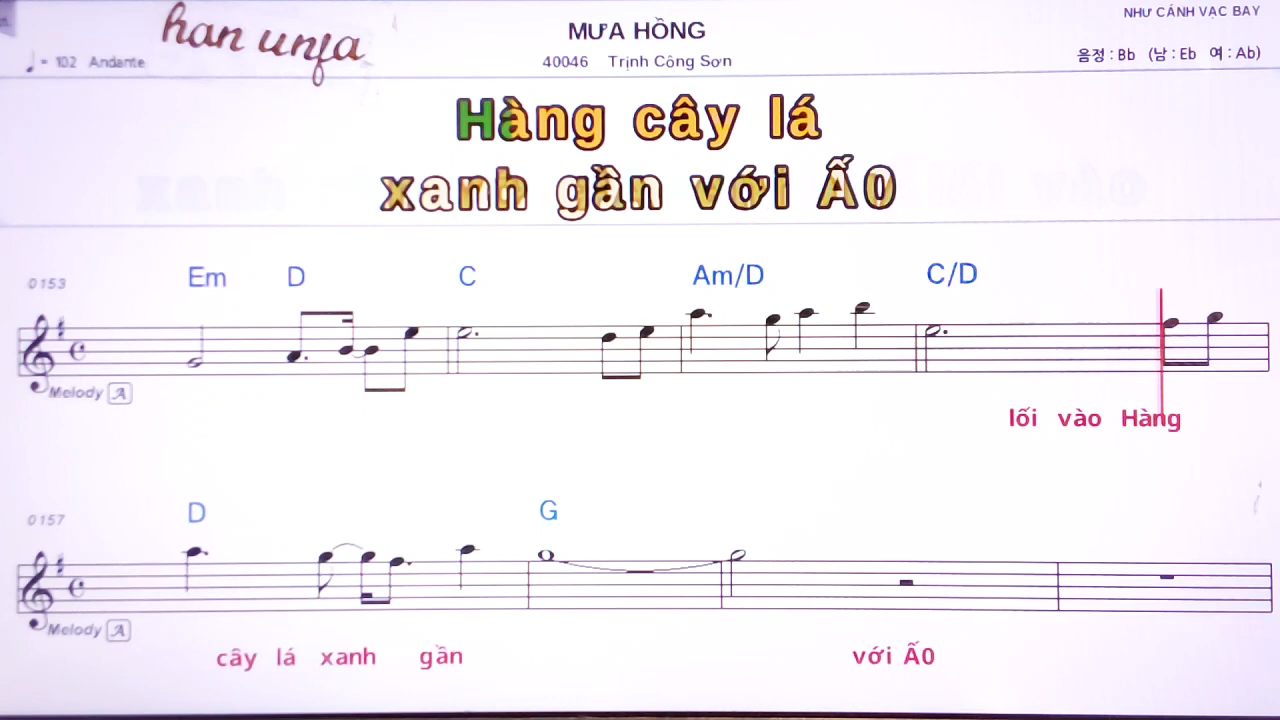 han unfa
MƯA HỒNG
NHƯ CÁNH VẠC BAY
= 102 Andante
40046 Trịnh Công Sơn
음정 : Bb (남 : Eb 여 : Ab)
Hàng cây lá
xanh gần với Ấ0
0153 Em D C Am/D C/D
Melody A
lối vào Hàng
0157 D G
Melody A
cây lá xanh gần với Ấ0